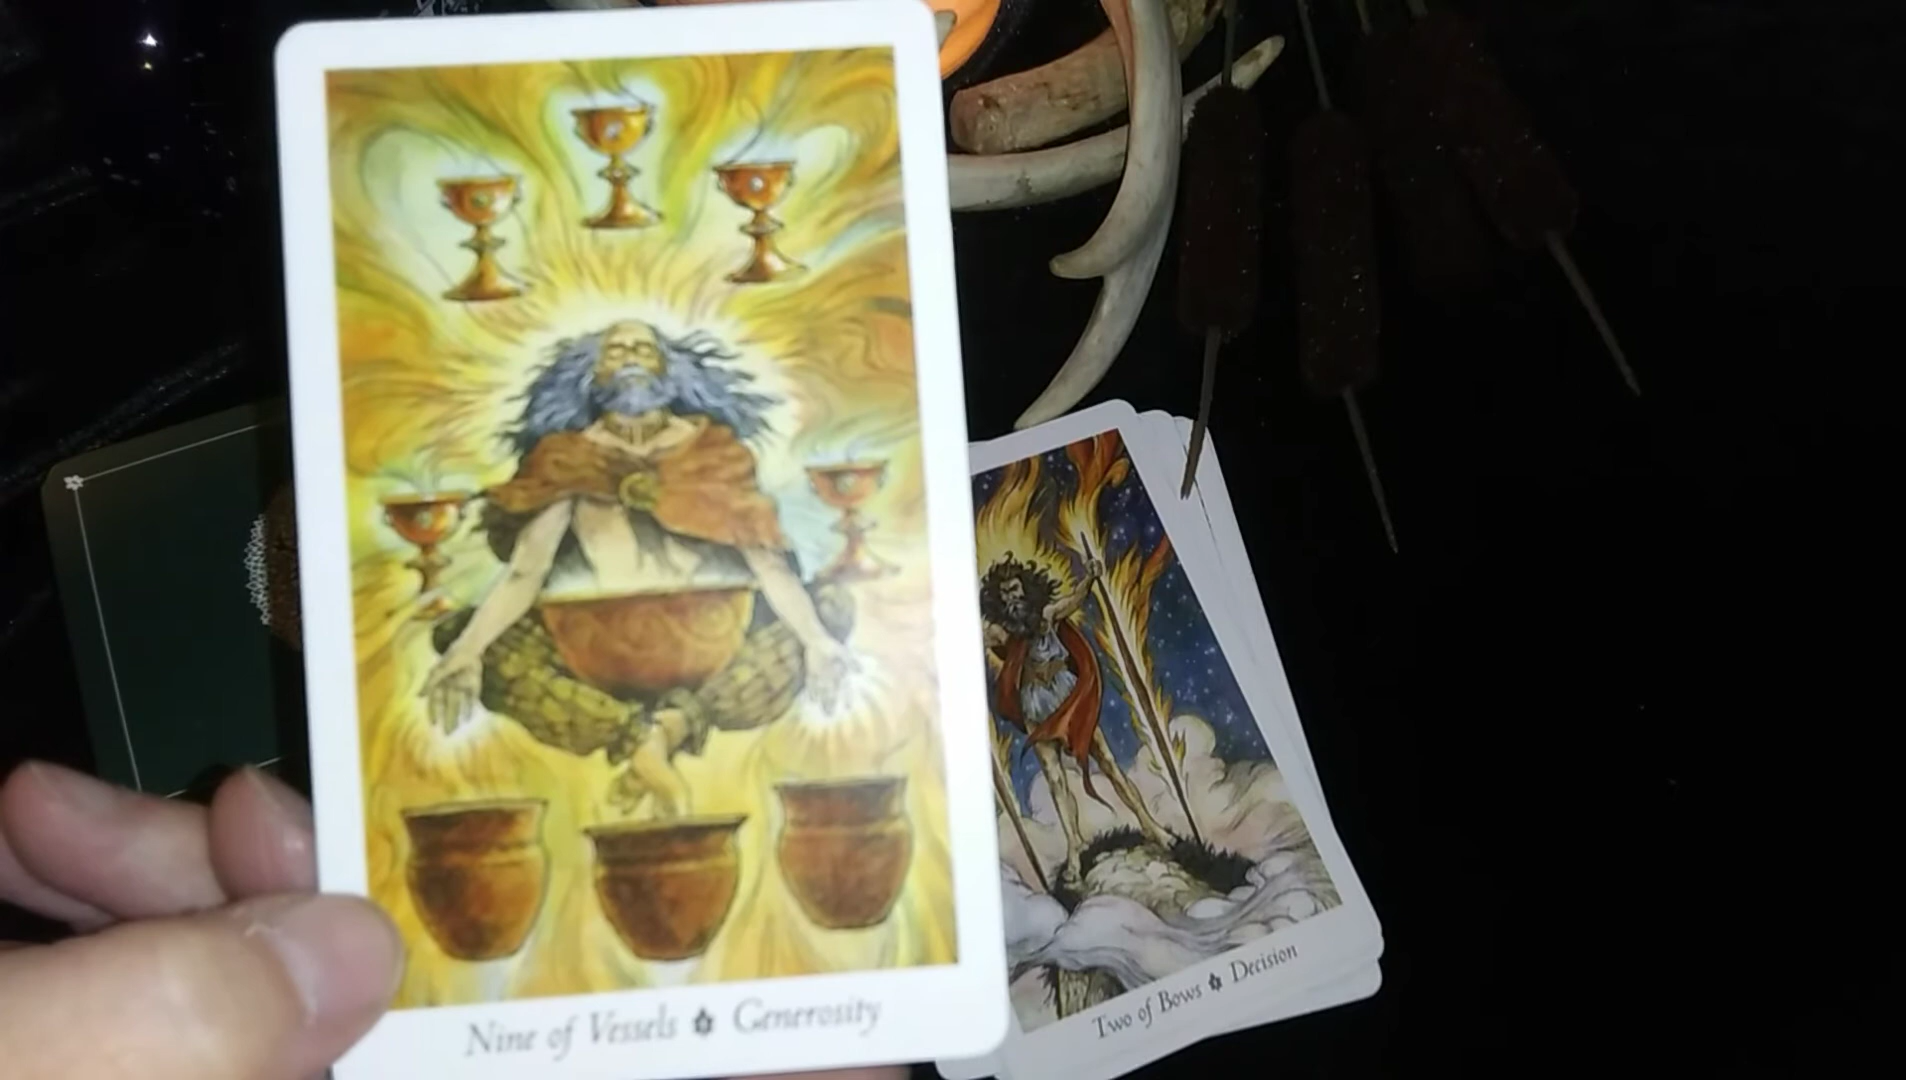 Nine of Vessels ✡ Generosity
Two of Bows ✡ Decision